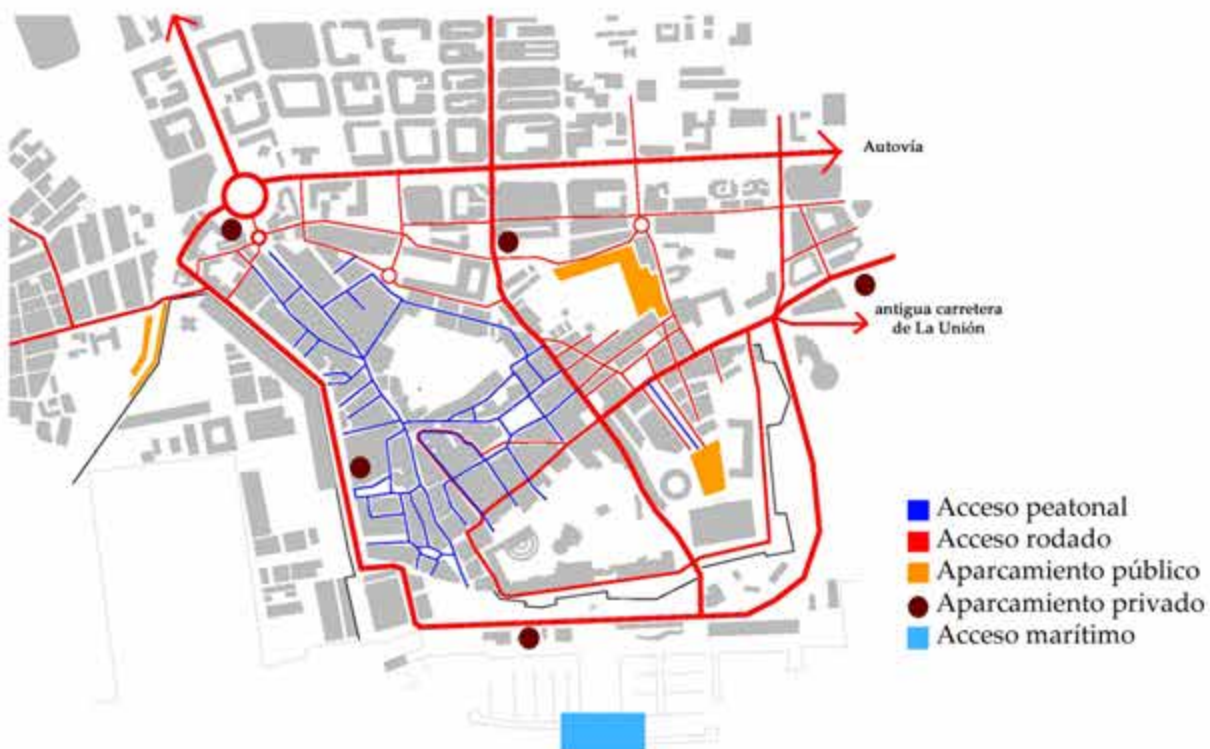 Autovía
antigua carretera
de La Unión
Acceso peatonal
Acceso rodado
Aparcamiento público
Aparcamiento privado
Acceso marítimo